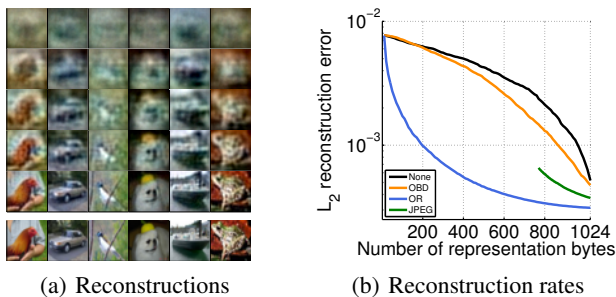 10⁻²
10⁻³
L₂ reconstruction error
None
OBD
OR
JPEG
200 400 600 800 1024
Number of representation bytes
(a) Reconstructions
(b) Reconstruction rates